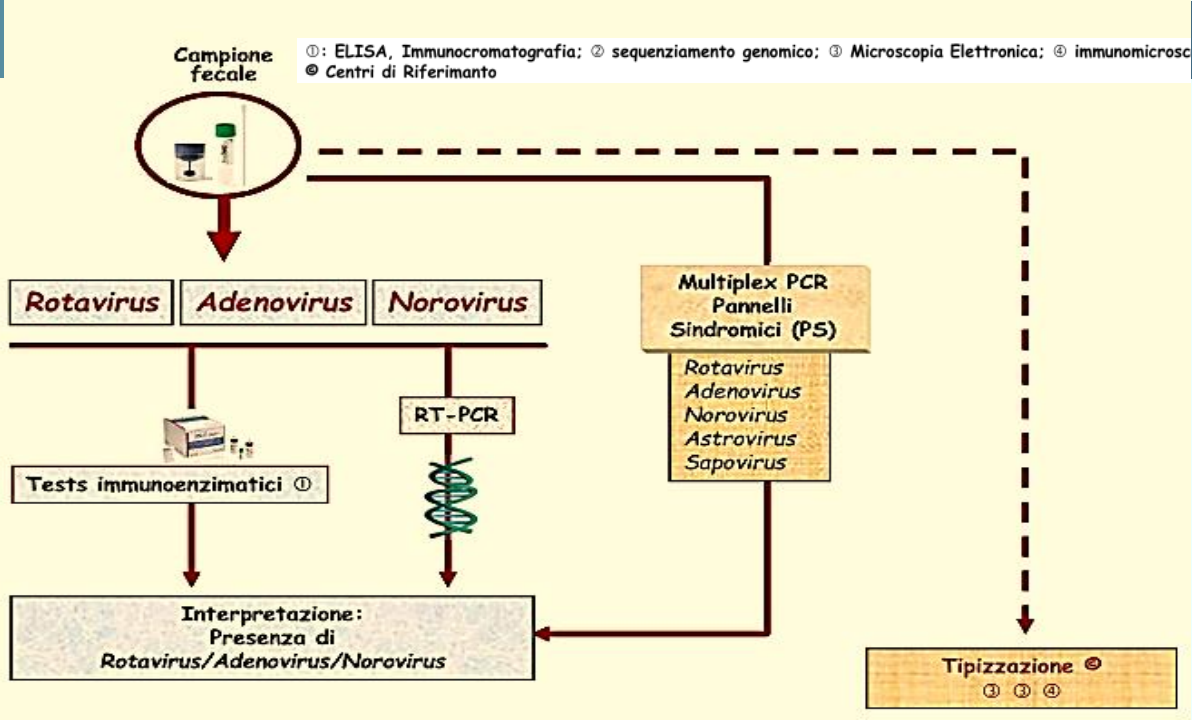 Campione
fecale
①: ELISA, Immunocromatografia; ② sequenziamento genomico; ③ Microscopia Elettronica; ④ immunomicrosc
© Centri di Riferimanto
Rotavirus
Adenovirus
Norovirus
Multiplex PCR
Pannelli
Sindromici (PS)
Rotavirus
Adenovirus
Norovirus
Astrovirus
Sapovirus
RT-PCR
Tests immunoenzimatici ①
Interpretazione:
Presenza di
Rotavirus/Adenovirus/Norovirus
Tipizzazione ©
③ ③ ④